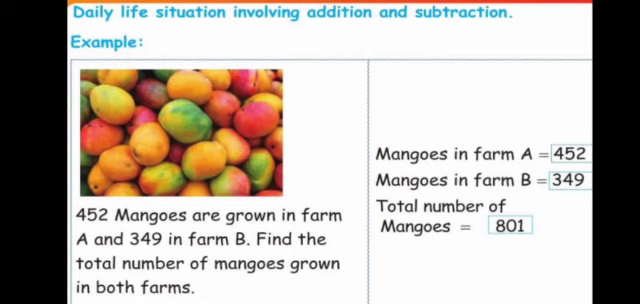 Daily life situation involving addition and subtraction.
Example:
452 Mangoes are grown in farm
A and 349 in farm B. Find the
total number of mangoes grown
in both farms.
Mangoes in farm A = 452
Mangoes in farm B = 349
Total number of
Mangoes = 801